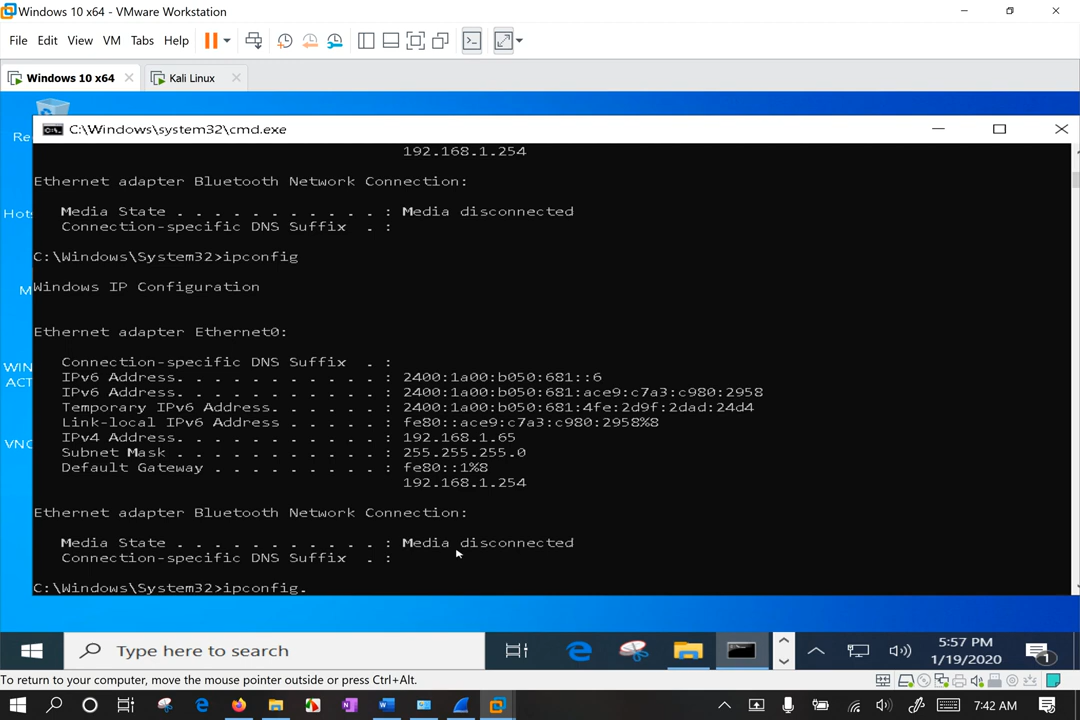 Windows 10 x64 - VMware Workstation
File Edit View VM Tabs Help
Windows 10 x64
Kali Linux
Re
C:\Windows\system32\cmd.exe
192.168.1.254
Ethernet adapter Bluetooth Network Connection:
Hots
Media State . . . . . . . . . . . : Media disconnected
Connection-specific DNS Suffix . :
C:\Windows\System32>ipconfig
M
Windows IP Configuration
Ethernet adapter Ethernet0:
WIN
ACT
Connection-specific DNS Suffix . :
IPv6 Address. . . . . . . . . . . : 2400:1a00:b050:681::6
IPv6 Address. . . . . . . . . . . : 2400:1a00:b050:681:ace9:c7a3:c980:2958
Temporary IPv6 Address. . . . . . : 2400:1a00:b050:681:4fe:2d9f:2dad:24d4
Link-local IPv6 Address . . . . . : fe80::ace9:c7a3:c980:2958%8
VNC
IPv4 Address. . . . . . . . . . . : 192.168.1.65
Subnet Mask . . . . . . . . . . . : 255.255.255.0
Default Gateway . . . . . . . . . : fe80::1%8
192.168.1.254
Ethernet adapter Bluetooth Network Connection:
Media State . . . . . . . . . . . : Media disconnected
Connection-specific DNS Suffix . :
C:\Windows\System32>ipconfig.
Type here to search
5:57 PM
1/19/2020
1
To return to your computer, move the mouse pointer outside or press Ctrl+Alt.
7:42 AM